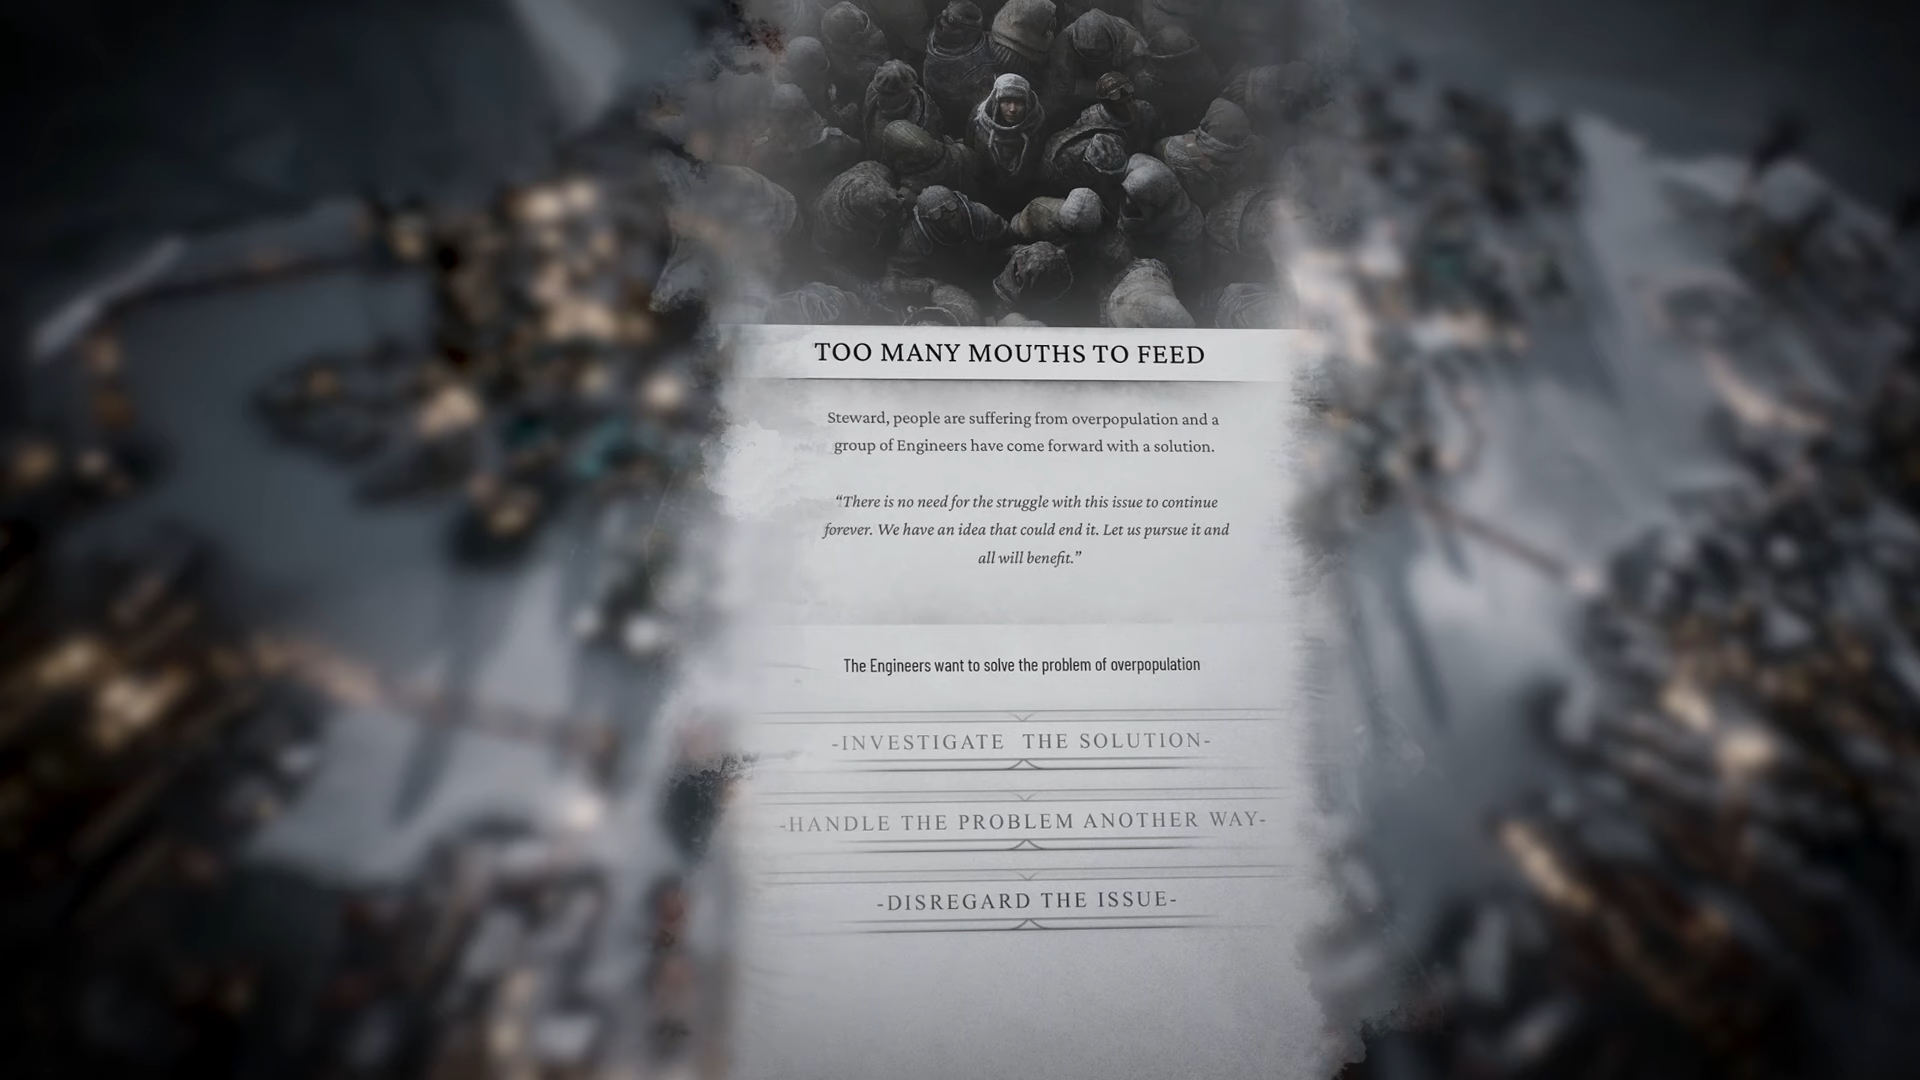 TOO MANY MOUTHS TO FEED
Steward, people are suffering from overpopulation and a
group of Engineers have come forward with a solution.
“There is no need for the struggle with this issue to continue
forever. We have an idea that could end it. Let us pursue it and
all will benefit.”
The Engineers want to solve the problem of overpopulation
-INVESTIGATE THE SOLUTION-
-HANDLE THE PROBLEM ANOTHER WAY-
-DISREGARD THE ISSUE-